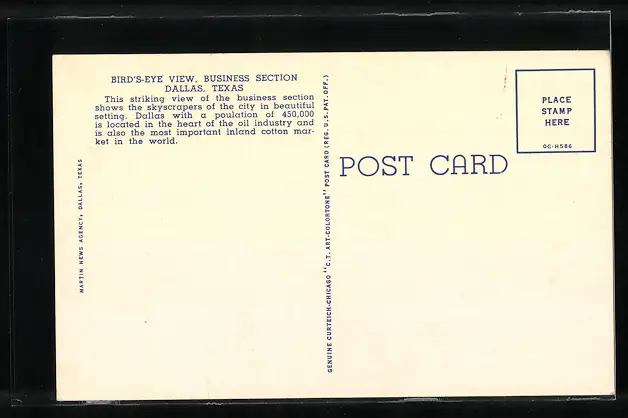 BIRD'S-EYE VIEW, BUSINESS SECTION
DALLAS, TEXAS
This striking view of the business section
shows the skyscrapers of the city in beautiful
setting. Dallas with a poulation of 450,000
is located in the heart of the oil industry and
is also the most important inland cotton mar-
ket in the world.
MARTIN NEWS AGENCY, DALLAS, TEXAS
GENUINE CURTEICH-CHICAGO "C.T. ART-COLORTONE" POST CARD (REG. U.S. PAT. OFF.)
POST CARD
PLACE
STAMP
HERE
OC-H586